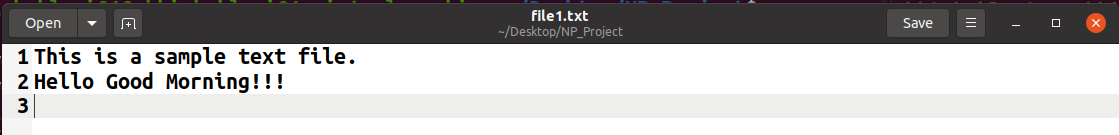 Open
file1.txt
~/Desktop/NP_Project
Save
1 This is a sample text file.
2 Hello Good Morning!!!
3